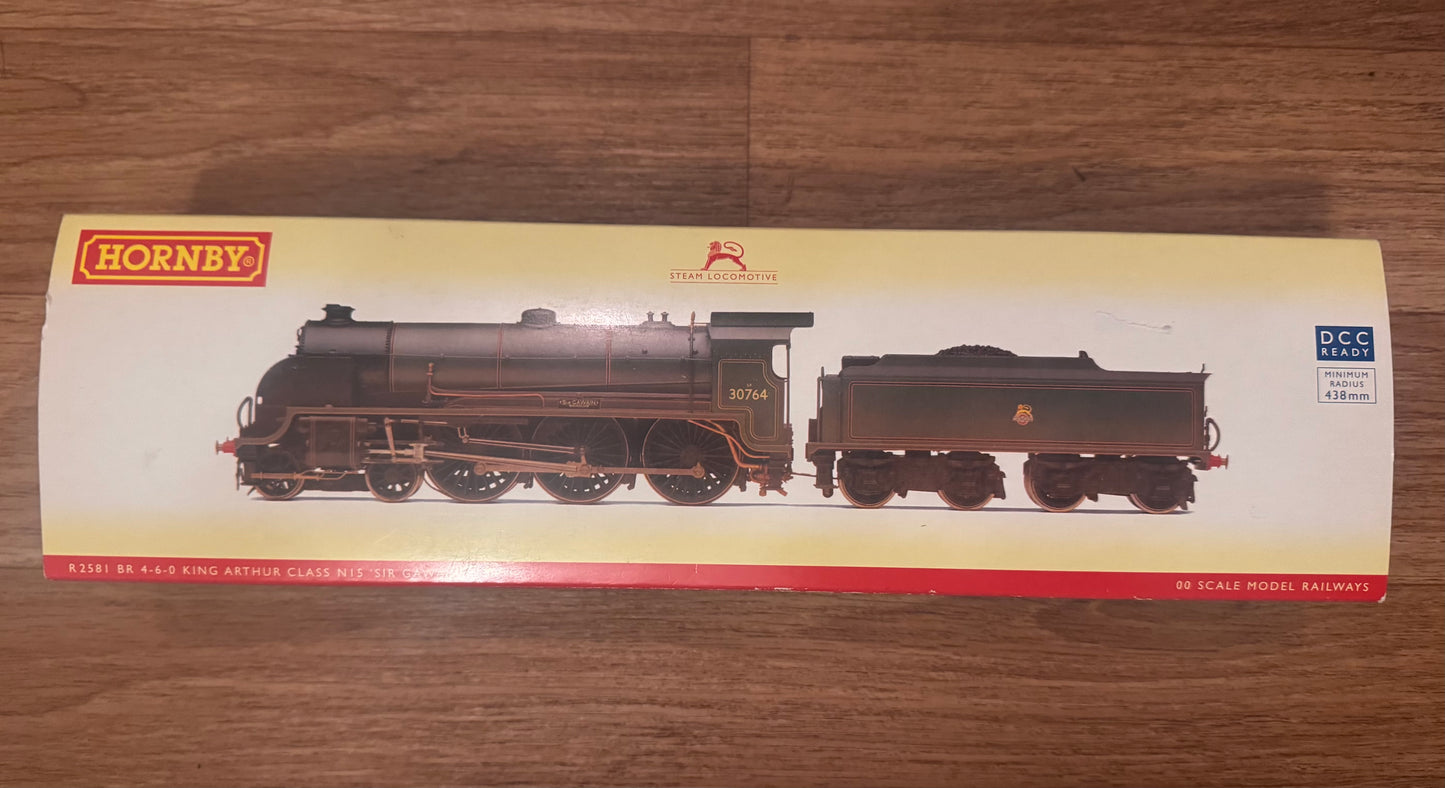 HORNBY®
STEAM LOCOMOTIVE
DCC
READY
MINIMUM
RADIUS
438mm
30764
R2581 BR 4-6-0 KING ARTHUR CLASS N15 'SIR
00 SCALE MODEL RAILWAYS